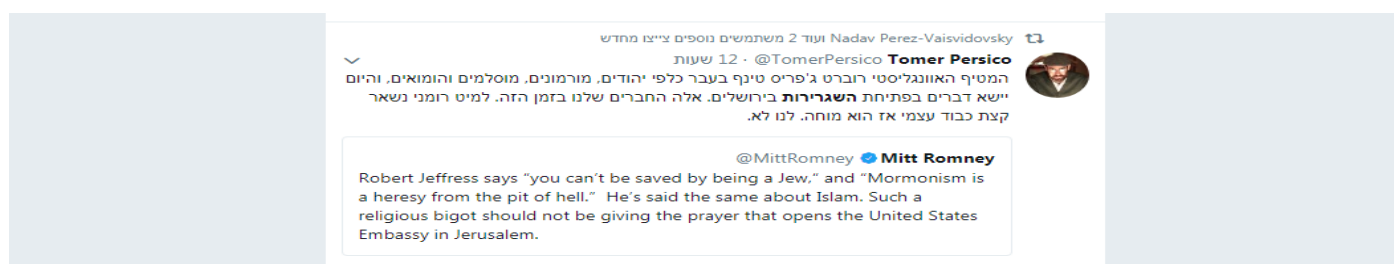 Nadav Perez-Vaisvidovsky ועוד 2 משתמשים נוספים צייצו מחדש
Tomer Persico @TomerPersico · 12 שעות
המטיף האוונגליסטי רוברט ג'פריס טינף בעבר כלפי יהודים, מורמונים, מוסלמים והומואים, והיום
יישא דברים בפתיחת השגרירות בירושלים. אלה החברים שלנו בזמן הזה. למיט רומני נשאר
קצת כבוד עצמי אז הוא מוחה. לנו לא.
Mitt Romney @MittRomney
Robert Jeffress says “you can’t be saved by being a Jew,” and “Mormonism is
a heresy from the pit of hell.”  He’s said the same about Islam. Such a
religious bigot should not be giving the prayer that opens the United States
Embassy in Jerusalem.